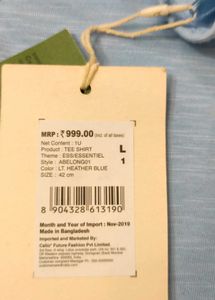 MRP : ₹ 999.00 (Incl. of all taxes)
Net Content : 1U
Product : TEE SHIRT
Theme : ESS/ESSENTIEL
Style : ABELONG01
Color : LT. HEATHER BLUE
SIZE : 42 cm
L
1
8 904328 613190
Month and Year of Import : Nov-2019
Made in Bangladesh
Imported and Marketed By:
Celio* Future Fashion Pvt Limited.